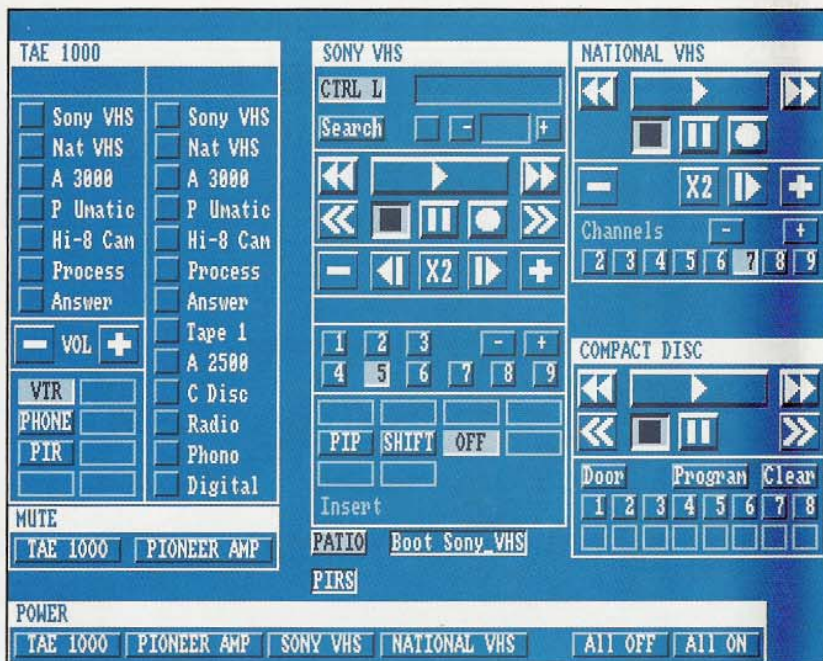 TAE 1000
Sony VHS
Nat VHS
A 3000
P Umatic
Hi-8 Cam
Process
Answer
Sony VHS
Nat VHS
A 3000
P Umatic
Hi-8 Cam
Process
Answer
Tape 1
A 2500
C Disc
Radio
Phono
Digital
VOL
VTR
PHONE
PIR
MUTE
TAE 1000 PIONEER AMP
SONY VHS
CTRL L
Search - +
X2
1 2 3 - +
4 5 6 7 8 9
PIP SHIFT OFF
Insert
PATIO Boot Sony_VHS
PIRS
NATIONAL VHS
- X2 +
Channels - +
2 3 4 5 6 7 8 9
COMPACT DISC
Door Program Clear
1 2 3 4 5 6 7 8
POWER
TAE 1000 PIONEER AMP SONY VHS NATIONAL VHS All OFF All ON